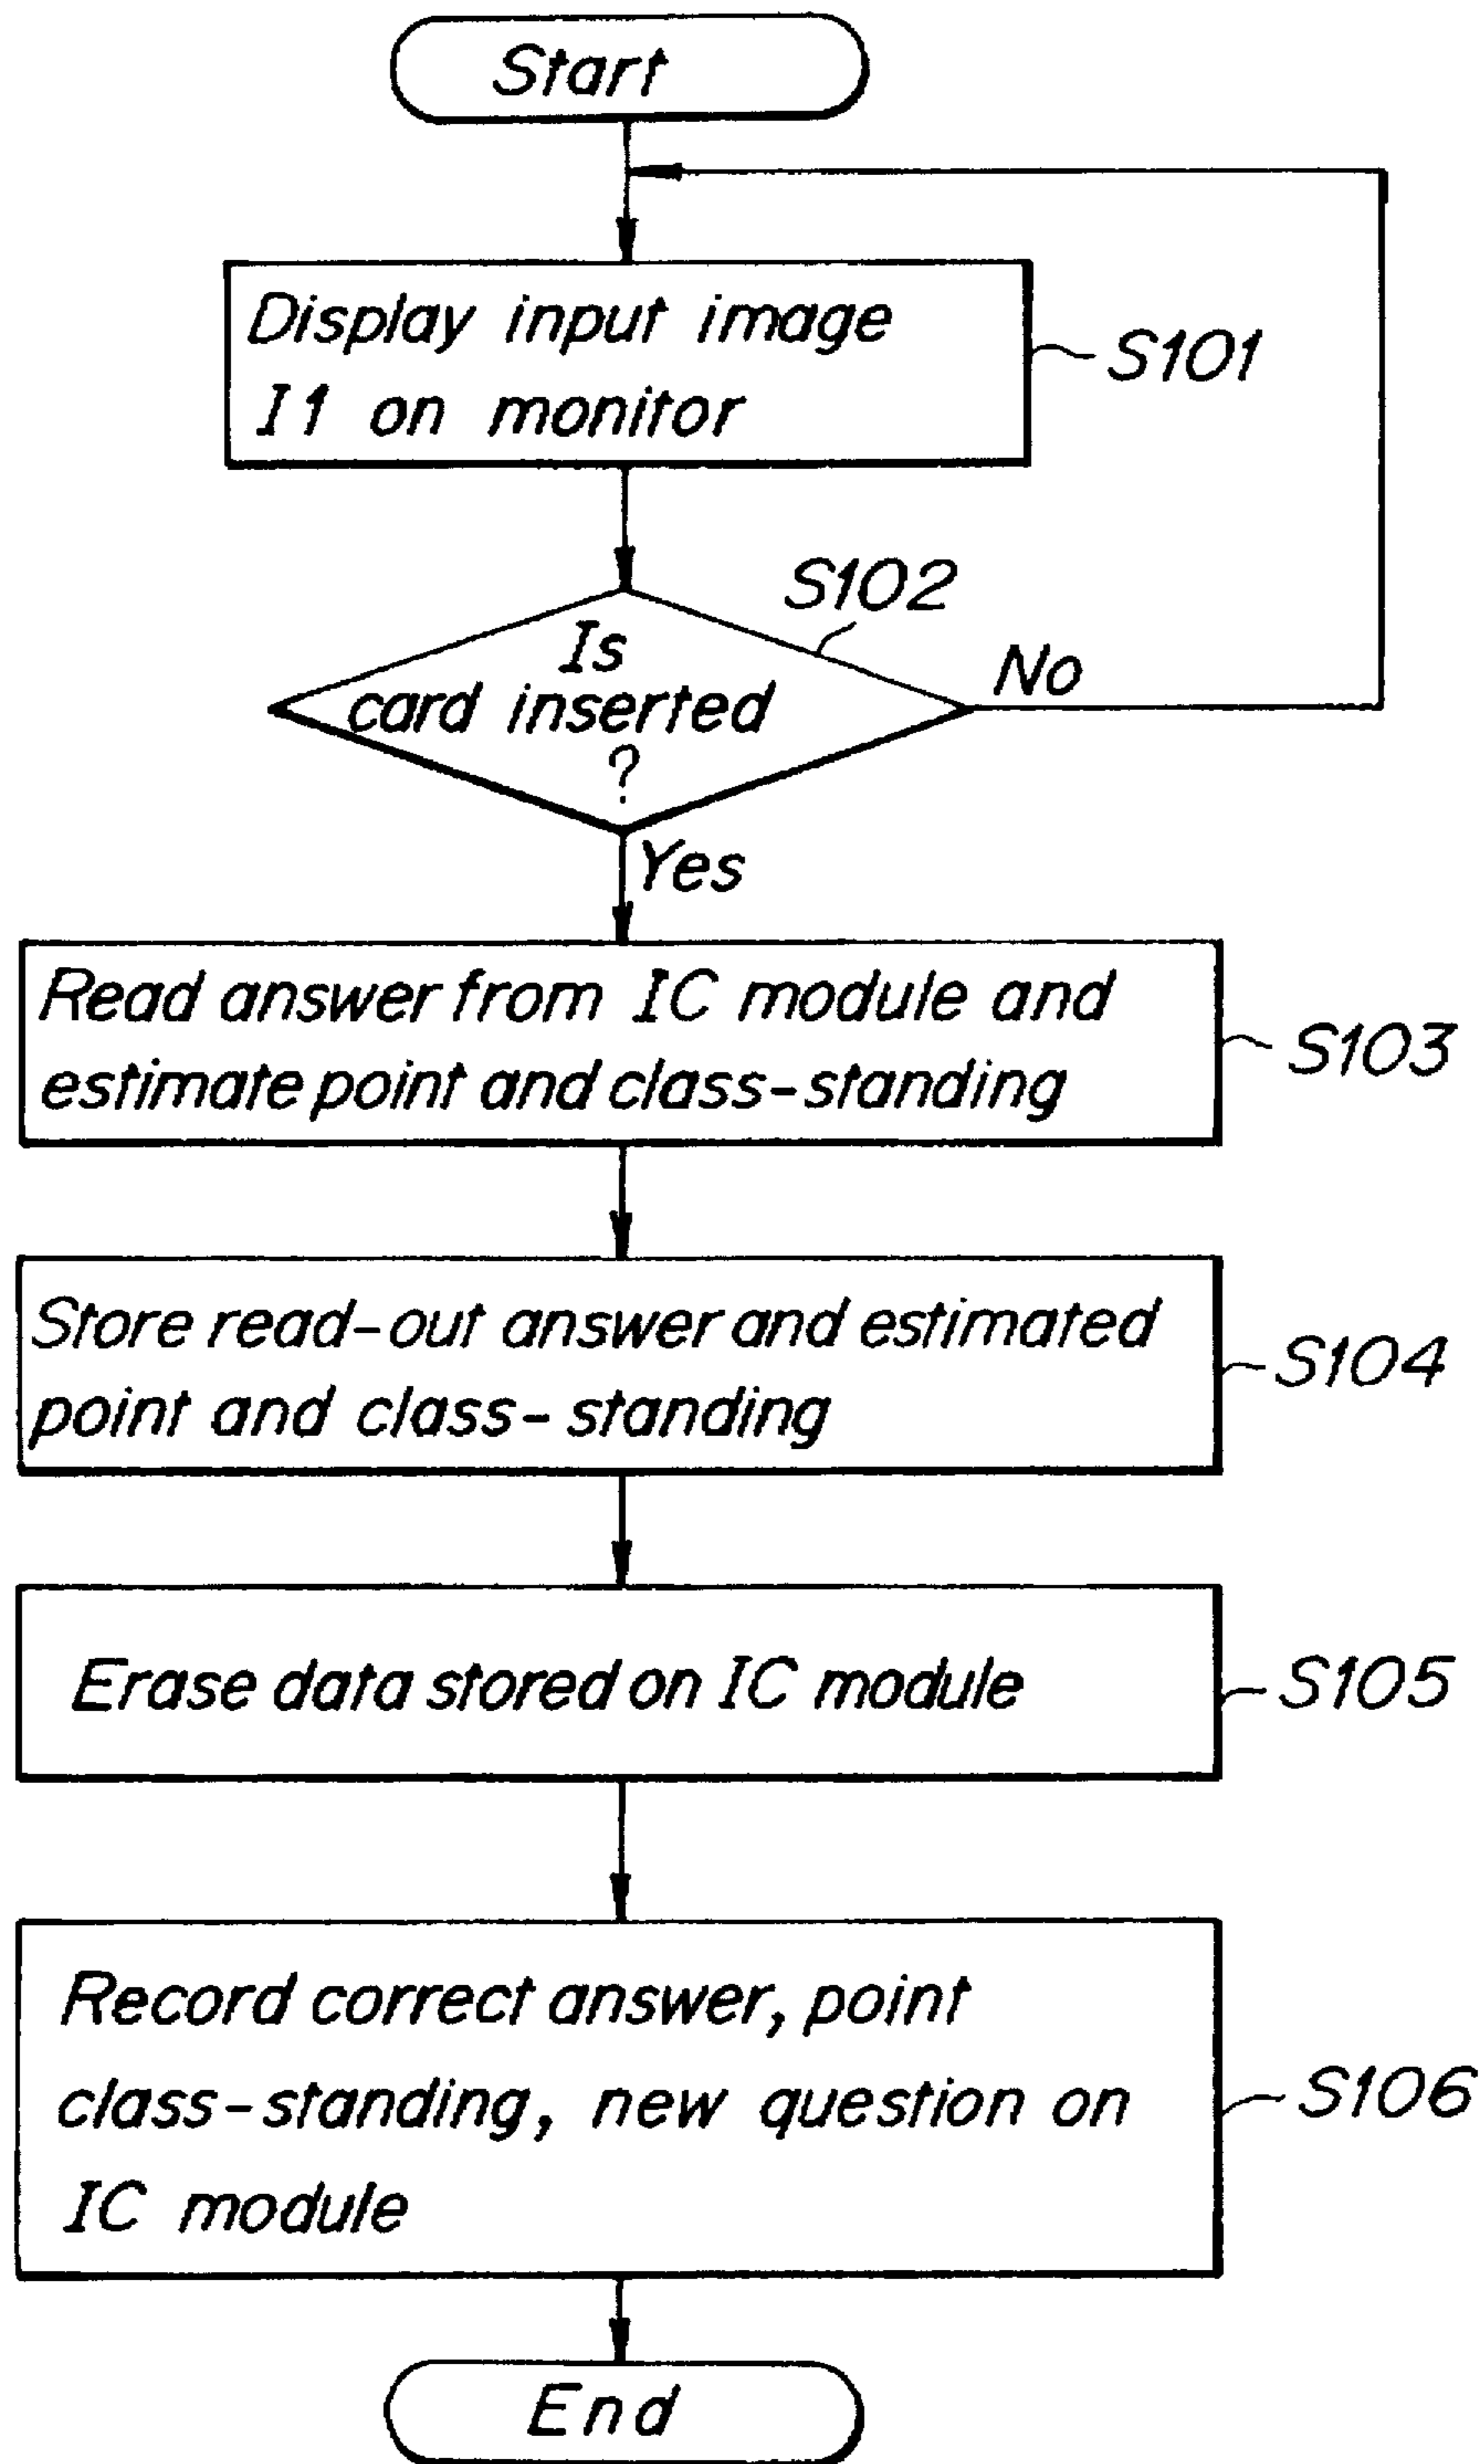 Start
Display input image
I1 on monitor
S101
S102
Is
card inserted
?
No
Yes
Read answer from IC module and
estimate point and class-standing
S103
Store read-out answer and estimated
point and class-standing
S104
Erase data stored on IC module
S105
Record correct answer, point
class-standing, new question on
IC module
S106
End